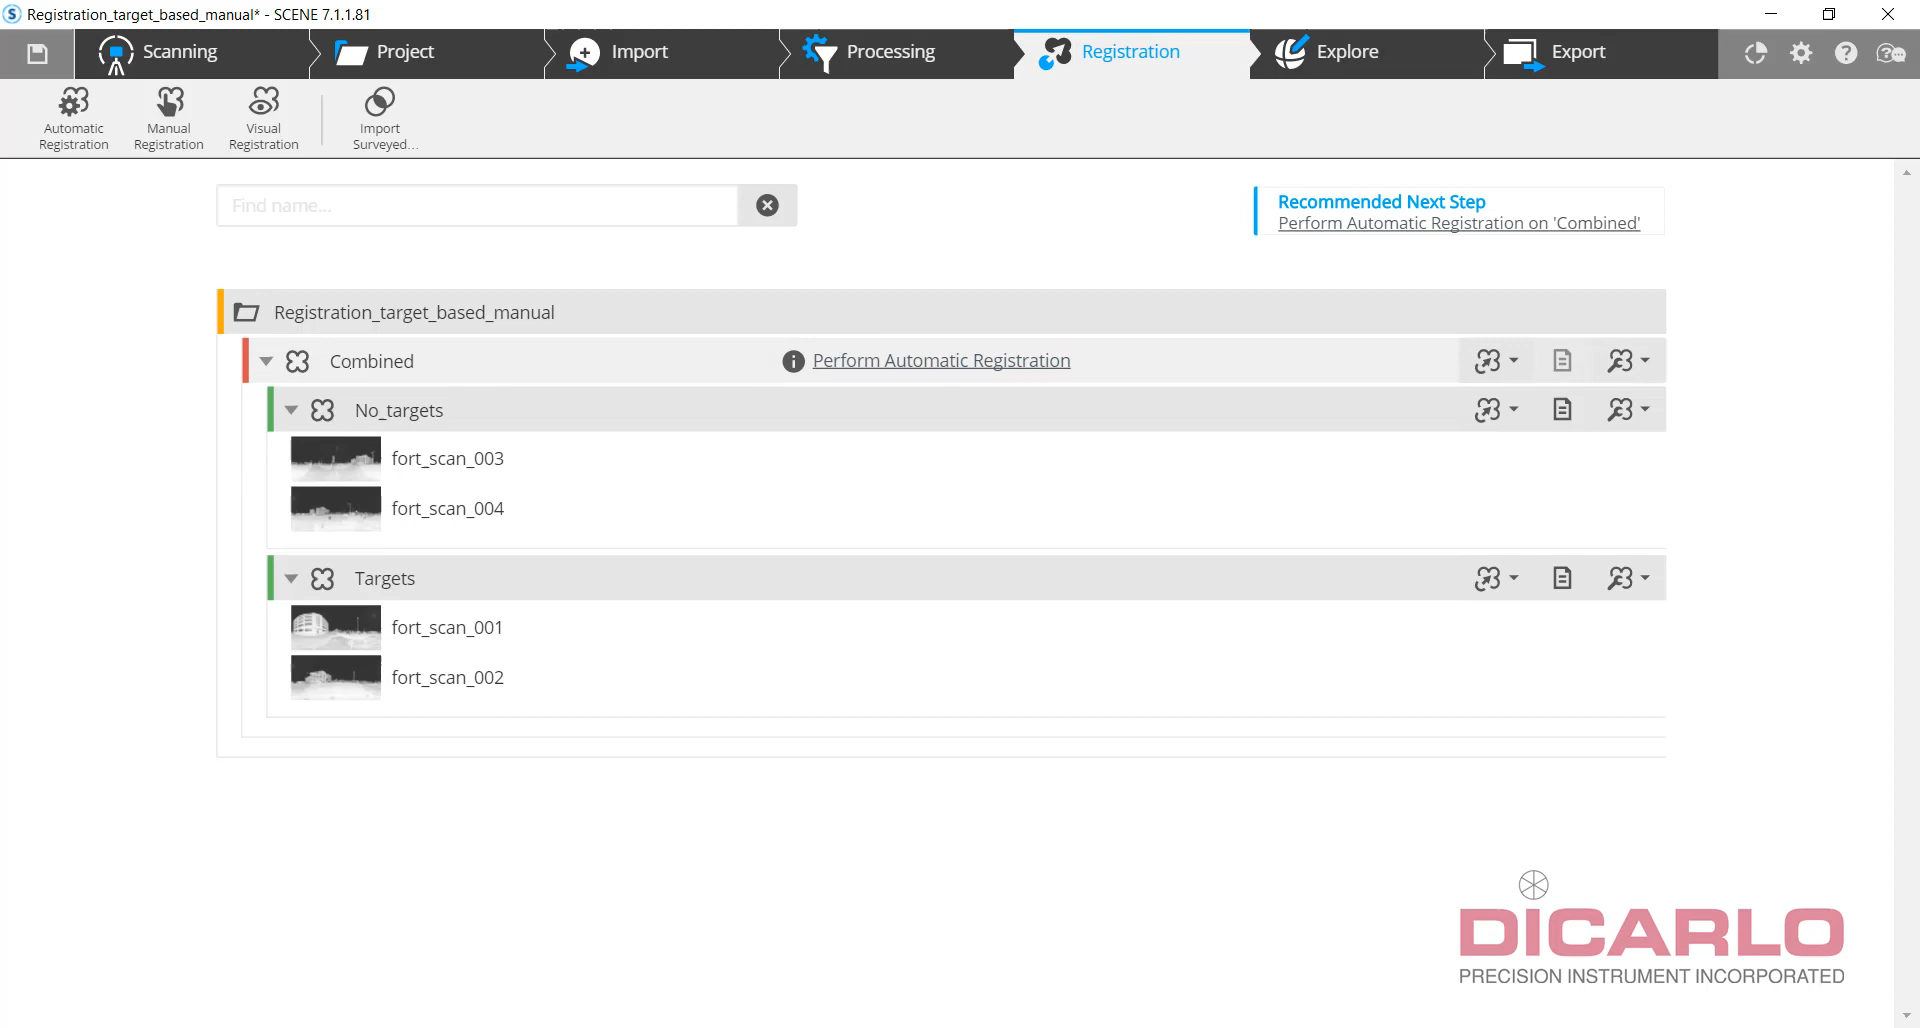 Registration_target_based_manual* - SCENE 7.1.1.81
Scanning
Project
Import
Processing
Registration
Explore
Export
Automatic
Registration
Manual
Registration
Visual
Registration
Import
Surveyed...
Find name...
Recommended Next Step
Perform Automatic Registration on 'Combined'
Registration_target_based_manual
Combined
Perform Automatic Registration
No_targets
fort_scan_003
fort_scan_004
Targets
fort_scan_001
fort_scan_002
DICARLO
PRECISION INSTRUMENT INCORPORATED